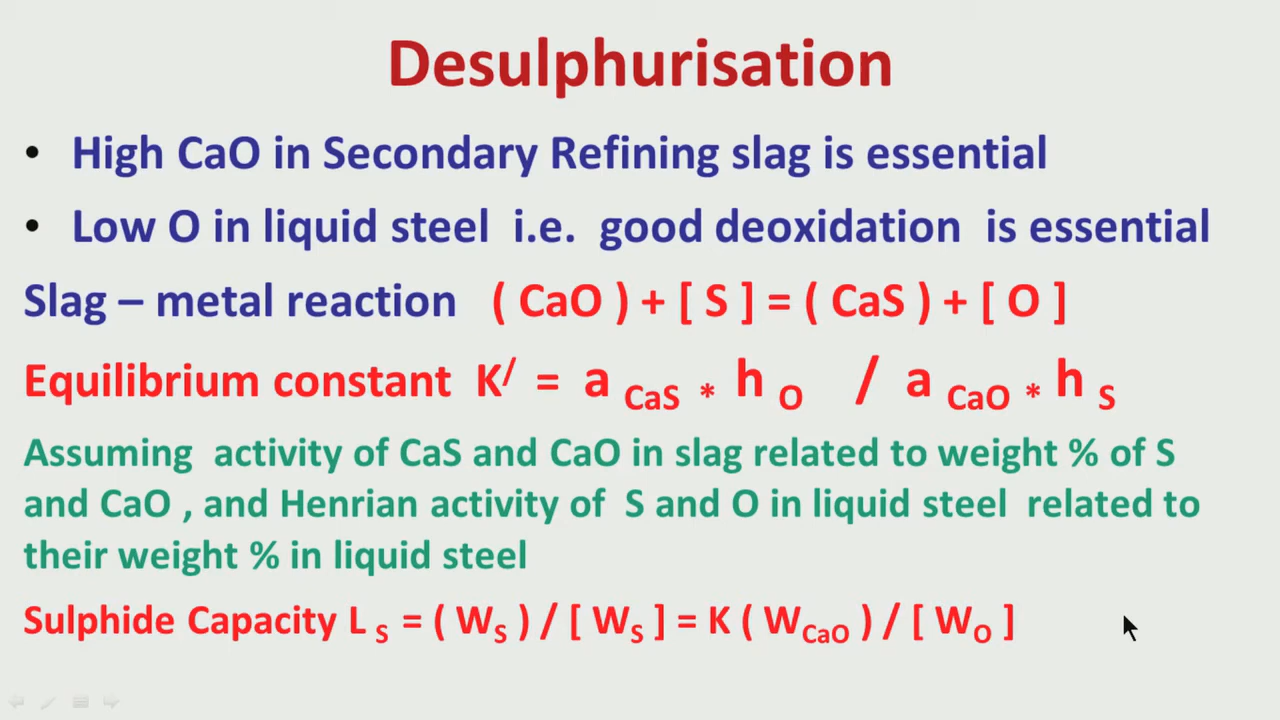 Desulphurisation
• High CaO in Secondary Refining slag is essential
• Low O in liquid steel i.e. good deoxidation is essential
Slag – metal reaction ( CaO ) + [ S ] = ( CaS ) + [ O ]
Equilibrium constant K/ = a CaS * h O / a CaO * h S
Assuming activity of CaS and CaO in slag related to weight % of S
and CaO , and Henrian activity of S and O in liquid steel related to
their weight % in liquid steel
Sulphide Capacity L S = ( WS ) / [ WS ] = K ( WCaO ) / [ WO ]